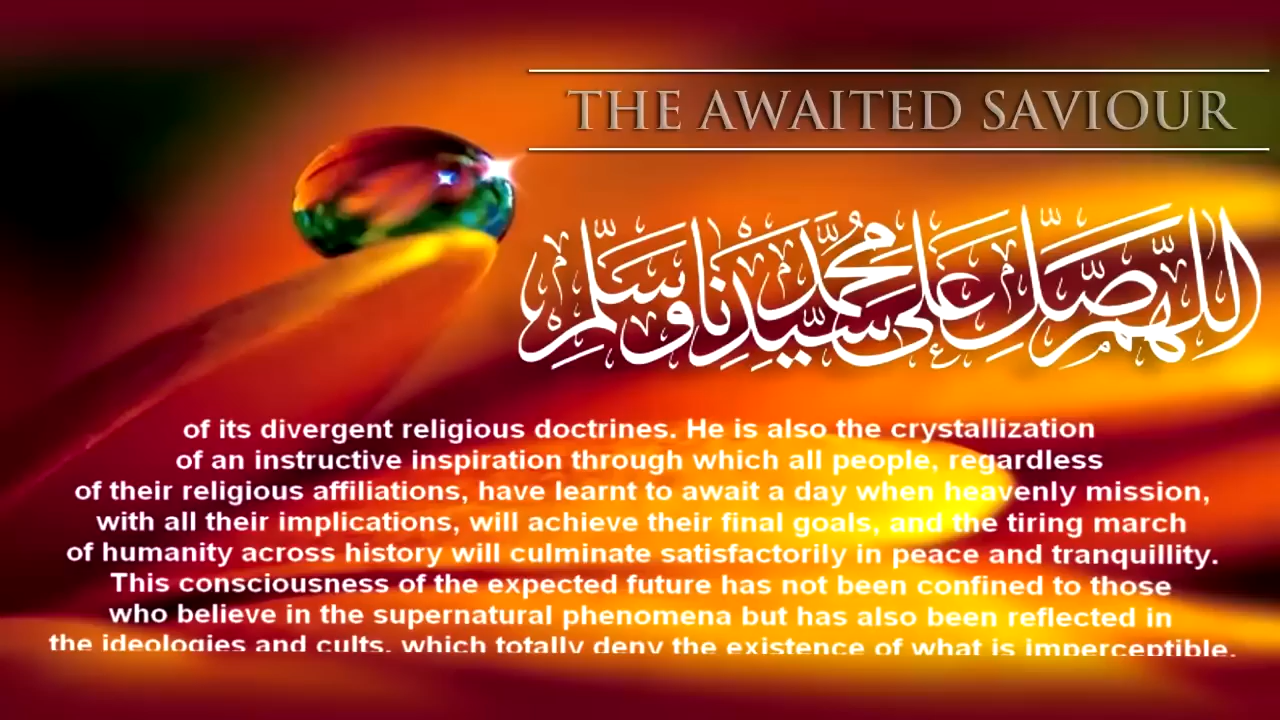 THE AWAITED SAVIOUR
اللهم صل على سيدنا محمد وسلم
of its divergent religious doctrines. He is also the crystallization
of an instructive inspiration through which all people, regardless
of their religious affiliations, have learnt to await a day when heavenly mission,
with all their implications, will achieve their final goals, and the tiring march
of humanity across history will culminate satisfactorily in peace and tranquillity.
This consciousness of the expected future has not been confined to those
who believe in the supernatural phenomena but has also been reflected in
the ideologies and cults, which totally deny the existence of what is imperceptible.